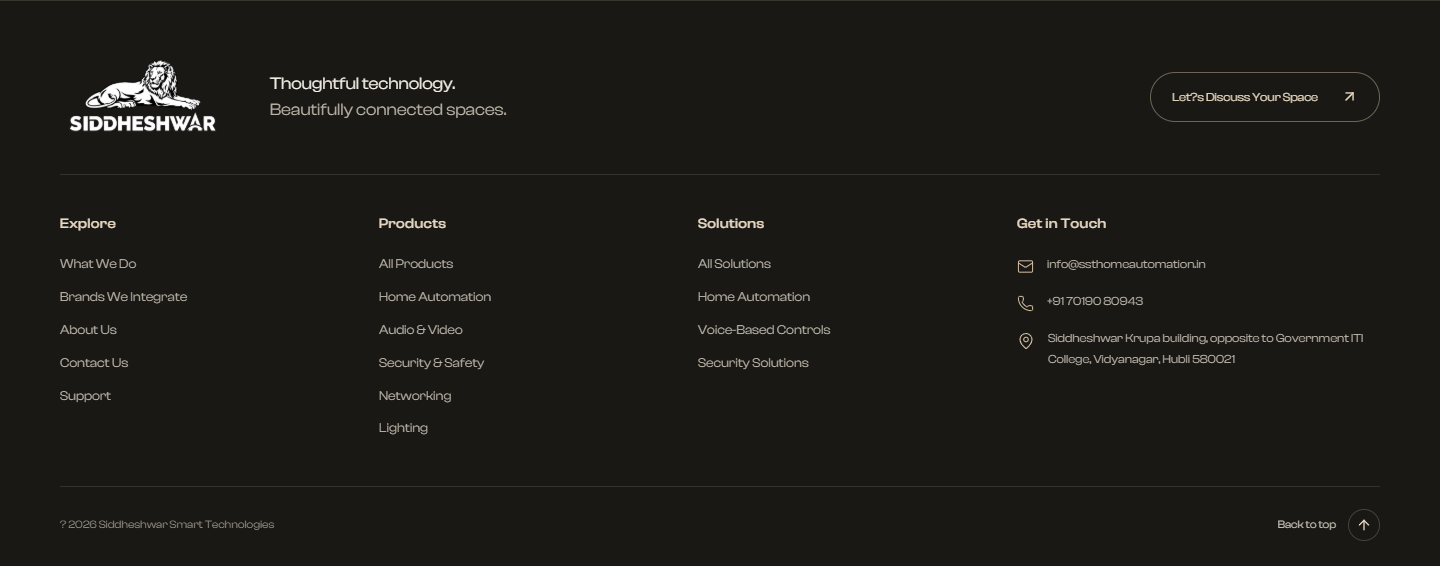 SIDDHESHWAR
Thoughtful technology.
Beautifully connected spaces.
Let?s Discuss Your Space
Explore
What We Do
Brands We Integrate
About Us
Contact Us
Support
Products
All Products
Home Automation
Audio & Video
Security & Safety
Networking
Lighting
Solutions
All Solutions
Home Automation
Voice-Based Controls
Security Solutions
Get in Touch
info@ssthomeautomation.in
+91 70190 80943
Siddheshwar Krupa building, opposite to Government ITI
College, Vidyanagar, Hubli 580021
? 2026 Siddheshwar Smart Technologies
Back to top